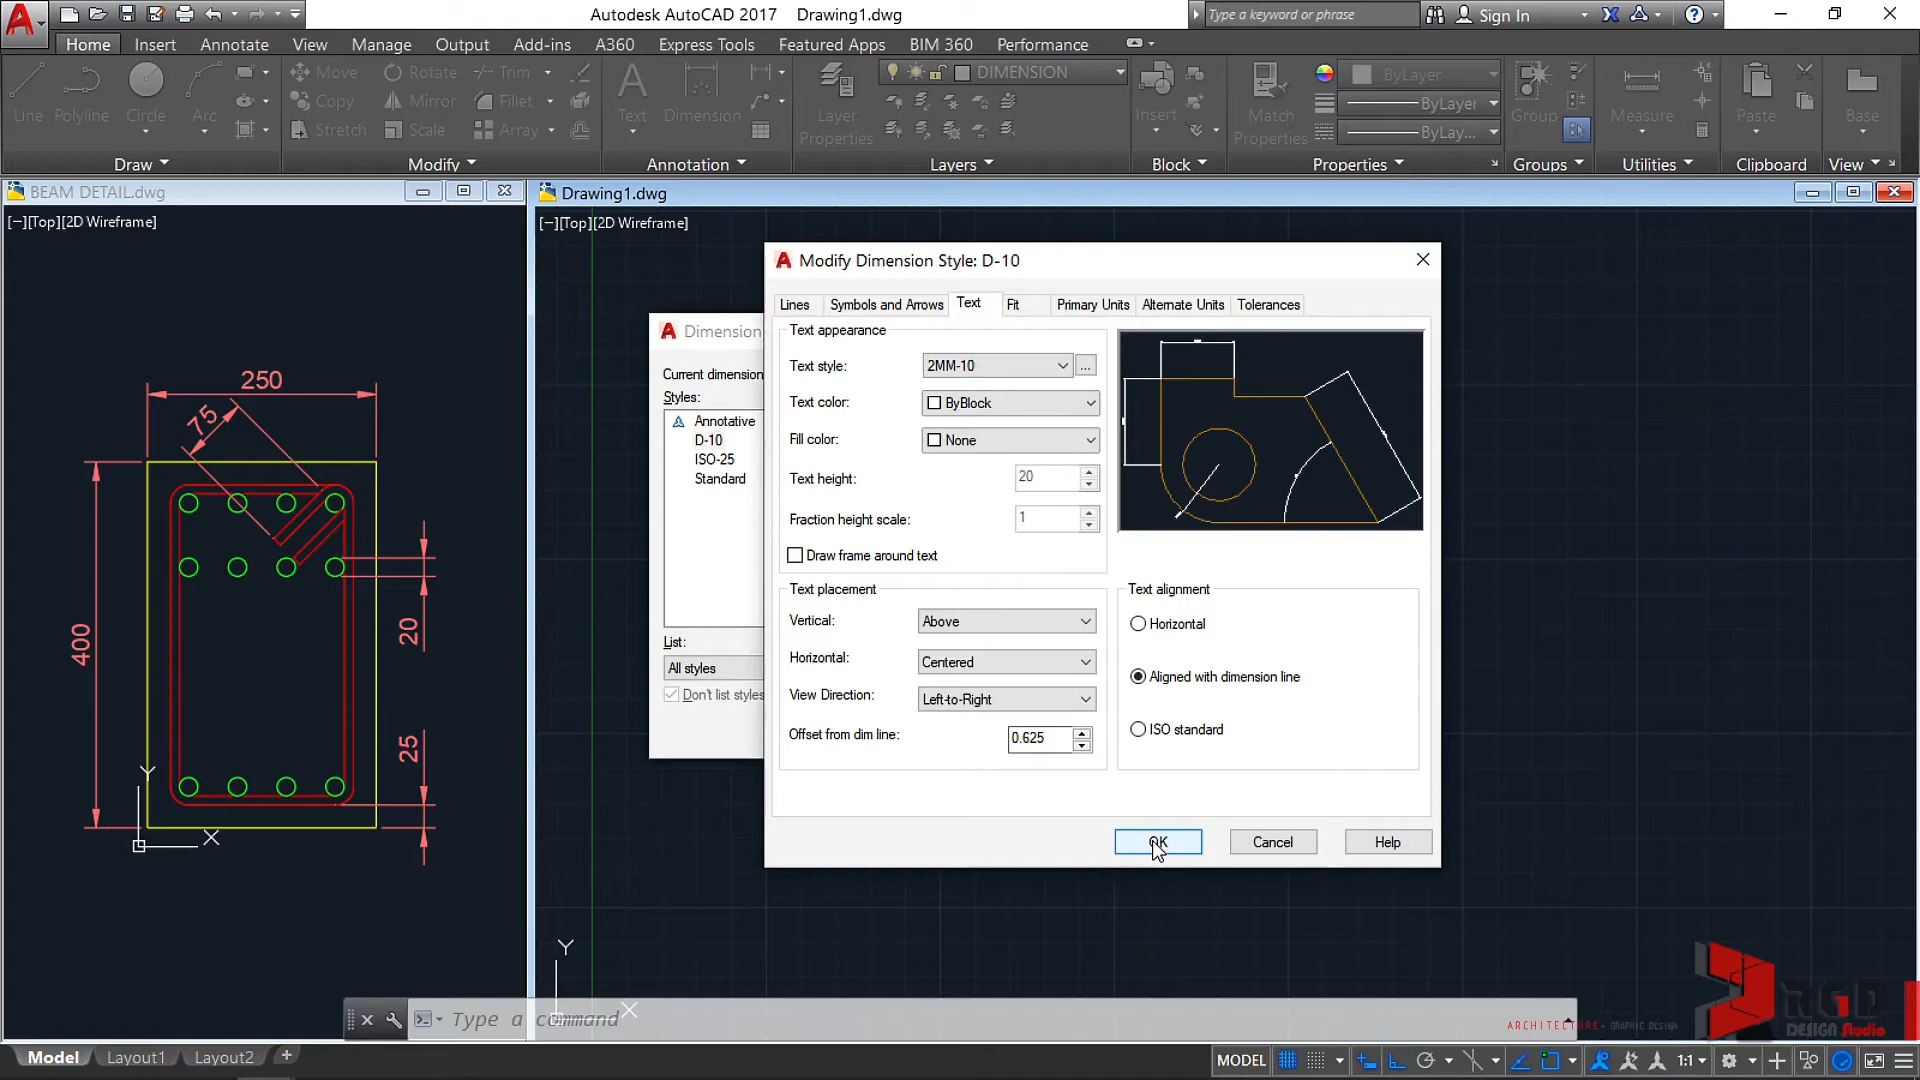 Autodesk AutoCAD 2017 Drawing1.dwg
Type a keyword or phrase
Sign In
Home Insert Annotate View Manage Output Add-ins A360 Express Tools Featured Apps BIM 360 Performance
Line Polyline Circle Arc
Move Rotate Trim
Copy Mirror Fillet
Stretch Scale Array
Text Dimension
Layer Properties
DIMENSION
Insert
Match Properties
ByLayer
ByLayer
ByLay...
Group
Measure
Paste
Base
Draw Modify Annotation Layers Block Properties Groups Utilities Clipboard View
BEAM DETAIL.dwg
[−][Top][2D Wireframe]
250
75
400
20
25
Y
X
Drawing1.dwg
[−][Top][2D Wireframe]
Dimension
Current dimension
Styles:
Annotative
D-10
ISO-25
Standard
List:
All styles
Don't list styles
Modify Dimension Style: D-10
Lines Symbols and Arrows Text Fit Primary Units Alternate Units Tolerances
Text appearance
Text style: 2MM-10 ...
Text color: ByBlock
Fill color: None
Text height: 20
Fraction height scale: 1
Draw frame around text
Text placement
Vertical: Above
Horizontal: Centered
View Direction: Left-to-Right
Offset from dim line: 0.625
Text alignment
Horizontal
Aligned with dimension line
ISO standard
OK Cancel Help
Y
X
Type a command
RGD
DESIGN Studio
ARCHITECTURE + GRAPHIC DESIGN
Model Layout1 Layout2 +
MODEL
1:1